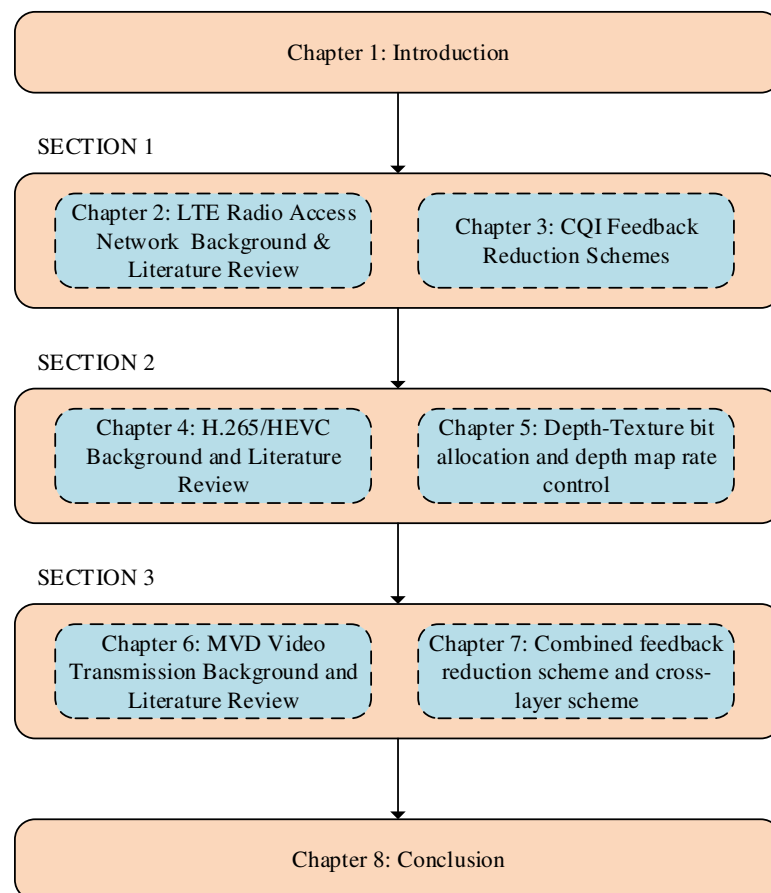 Chapter 1: Introduction
SECTION 1
Chapter 2: LTE Radio Access
Network Background &
Literature Review
Chapter 3: CQI Feedback
Reduction Schemes
SECTION 2
Chapter 4: H.265/HEVC
Background and Literature
Review
Chapter 5: Depth-Texture bit
allocation and depth map rate
control
SECTION 3
Chapter 6: MVD Video
Transmission Background and
Literature Review
Chapter 7: Combined feedback
reduction scheme and cross-
layer scheme
Chapter 8: Conclusion